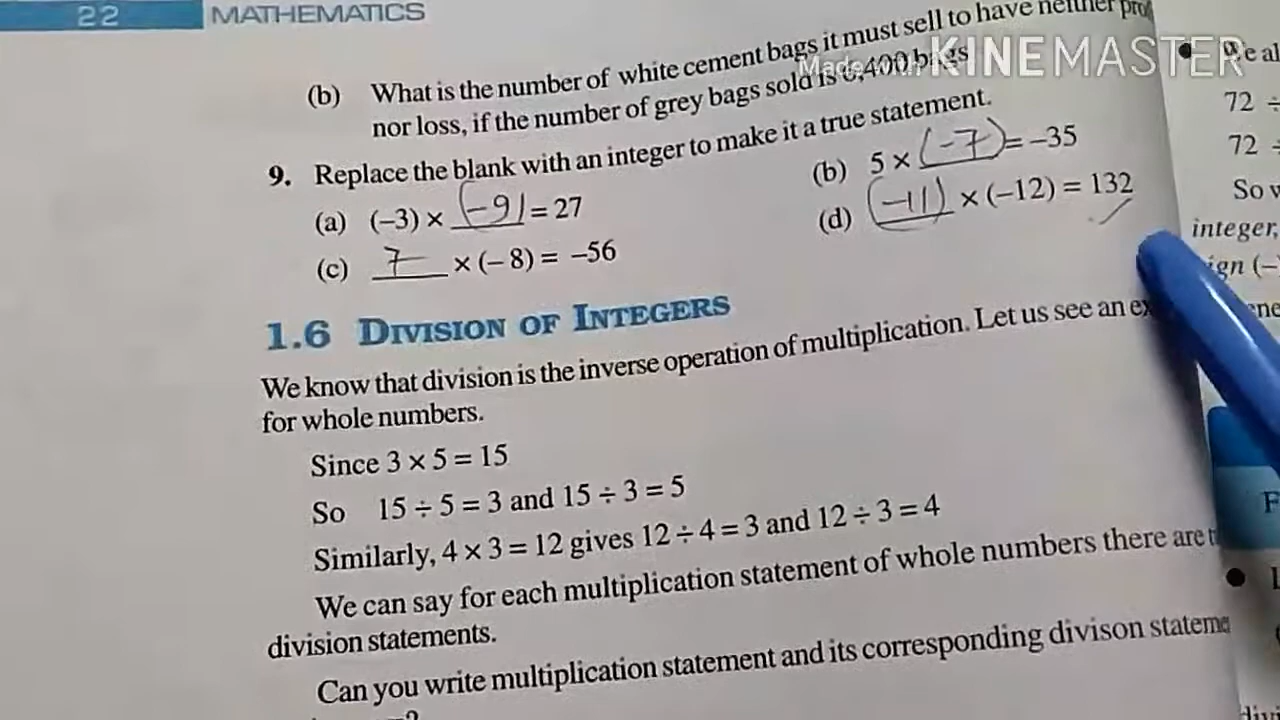 22 MATHEMATICS
Made with KINEMASTER
(b) What is the number of white cement bags it must sell to have neither
nor loss, if the number of grey bags sold is 6,400 bags.
9. Replace the blank with an integer to make it a true statement.
(a) (–3) × (-9) = 27
(b) 5 × (-7) = –35
(c) 7 × (– 8) = –56
(d) (-11) × (–12) = 132
1.6 DIVISION OF INTEGERS
We know that division is the inverse operation of multiplication. Let us see an
for whole numbers.
Since 3 × 5 = 15
So 15 ÷ 5 = 3 and 15 ÷ 3 = 5
Similarly, 4 × 3 = 12 gives 12 ÷ 4 = 3 and 12 ÷ 3 = 4
We can say for each multiplication statement of whole numbers there are
division statements.
Can you write multiplication statement and its corresponding divison
72 ÷
72 ÷
So
integer,